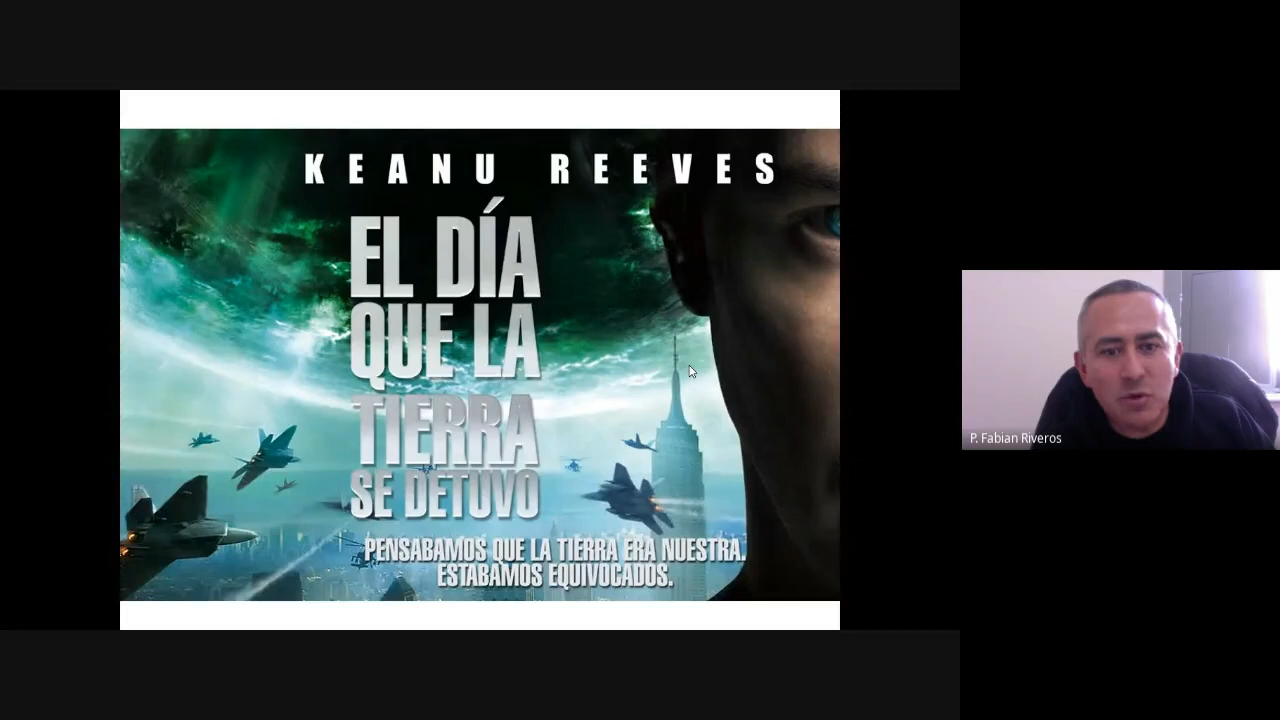 KEANU REEVES
EL DÍA
QUE LA
TIERRA
SE DETUVO
PENSABAMOS QUE LA TIERRA ERA NUESTRA.
ESTABAMOS EQUIVOCADOS.
P. Fabian Riveros